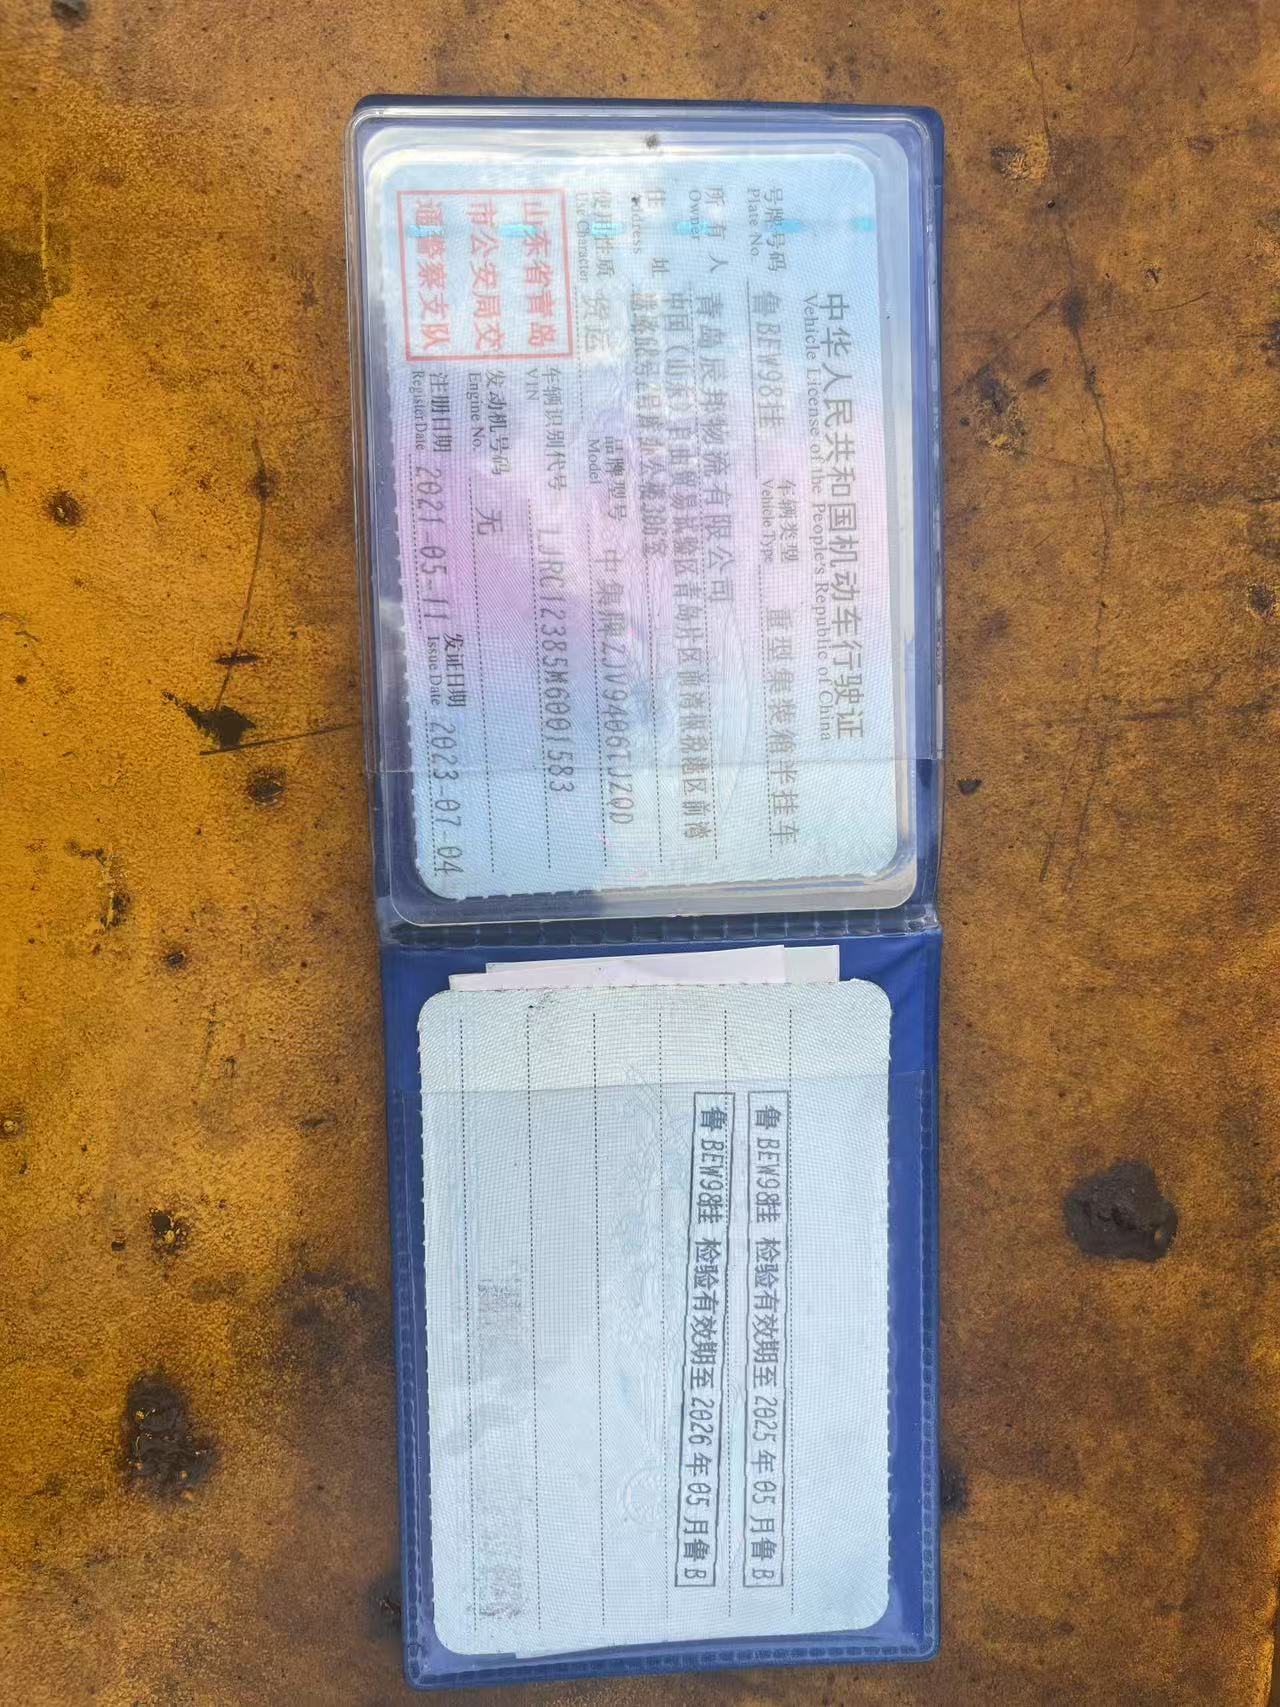 中华人民共和国机动车行驶证
Vehicle License of the People's Republic of China
号牌号码 鲁BEW98挂 车辆类型 重型集装箱半挂车
Plate No. Vehicle Type
所有人 青岛辰邦物流有限公司
Owner
住址 中国(山东)自由贸易试验区青岛片区前湾保税港区前湾
Address
使用性质 货运 品牌型号 中集牌ZJV9406TJZQD
Use Character Model
山东省青岛
市公安局交
通警察支队
车辆识别代号 LJRC12385M6001583
VIN
发动机号码 无
Engine No.
注册日期 2021-05-11 发证日期 2023-07-04
Register Date Issue Date
鲁BEW98挂 检验有效期至2025年05月鲁B
鲁BEW98挂 检验有效期至2026年05月鲁B